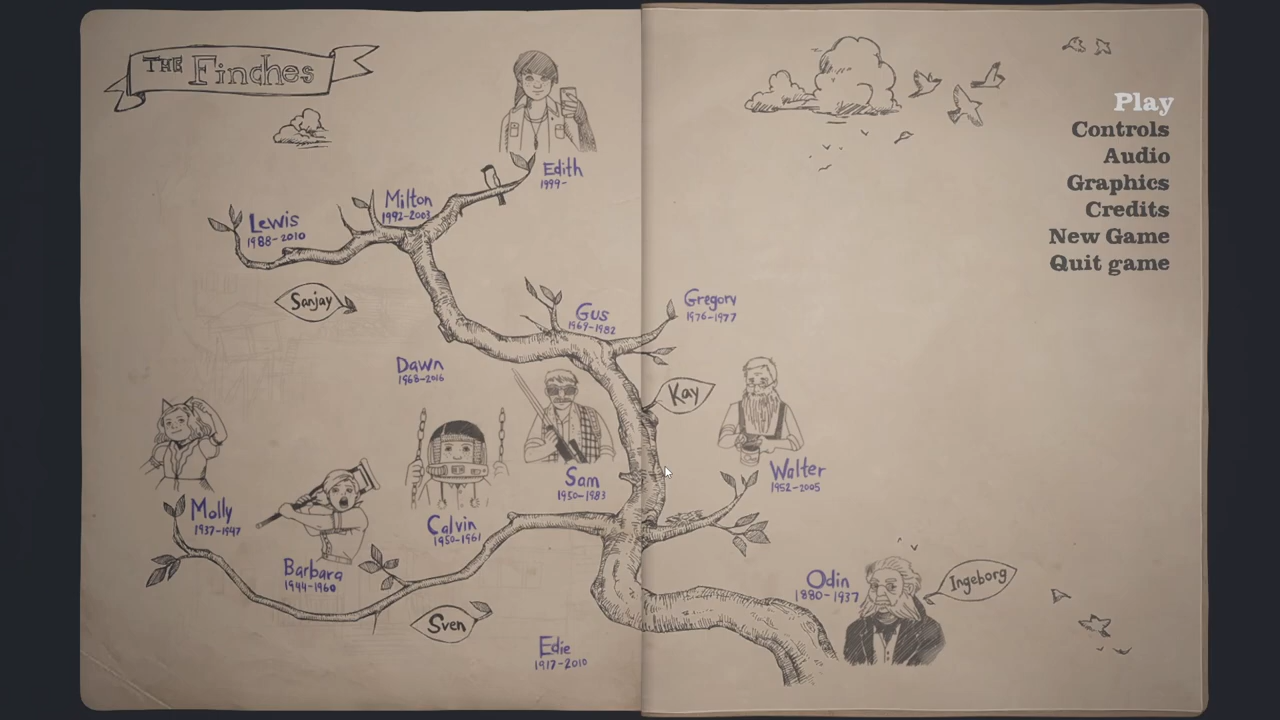 THE Finches
Edith
1999-
Milton
1992-2003
Lewis
1988-2010
Sanjay
Gus
1969-1982
Gregory
1976-1977
Dawn
1968-2016
Kay
Sam
1950-1983
Walter
1952-2005
Molly
1937-1947
Calvin
1950-1961
Barbara
1944-1960
Sven
Odin
1880-1937
Ingeborg
Edie
1917-2010
Play
Controls
Audio
Graphics
Credits
New Game
Quit game